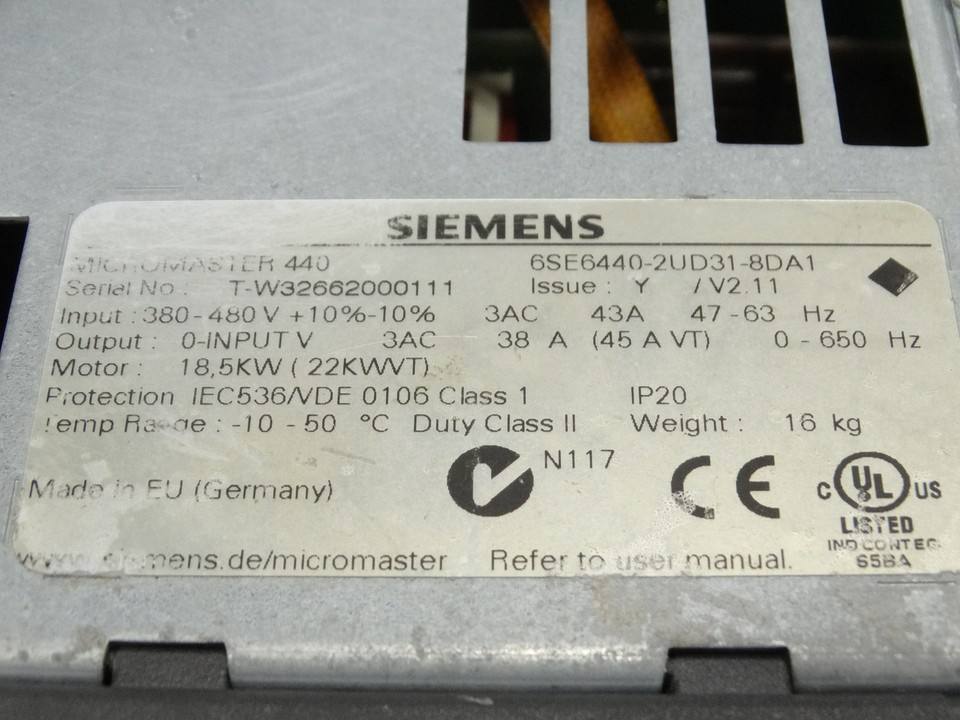 SIEMENS
MICROMASTER 440 6SE6440-2UD31-8DA1
Serial No : T-W32662000111 Issue : Y / V2.11
Input : 380-480 V +10%-10% 3AC 43A 47-63 Hz
Output : 0-INPUT V 3AC 38 A (45 A VT) 0 - 650 Hz
Motor : 18,5KW ( 22KWVT)
Protection IEC536/VDE 0106 Class 1 IP20
Temp Range : -10 - 50 °C Duty Class II Weight : 16 kg
N117
Made in EU (Germany) CE C UL US
LISTED
IND CONT EQ
65BA
www.siemens.de/micromaster Refer to user manual.